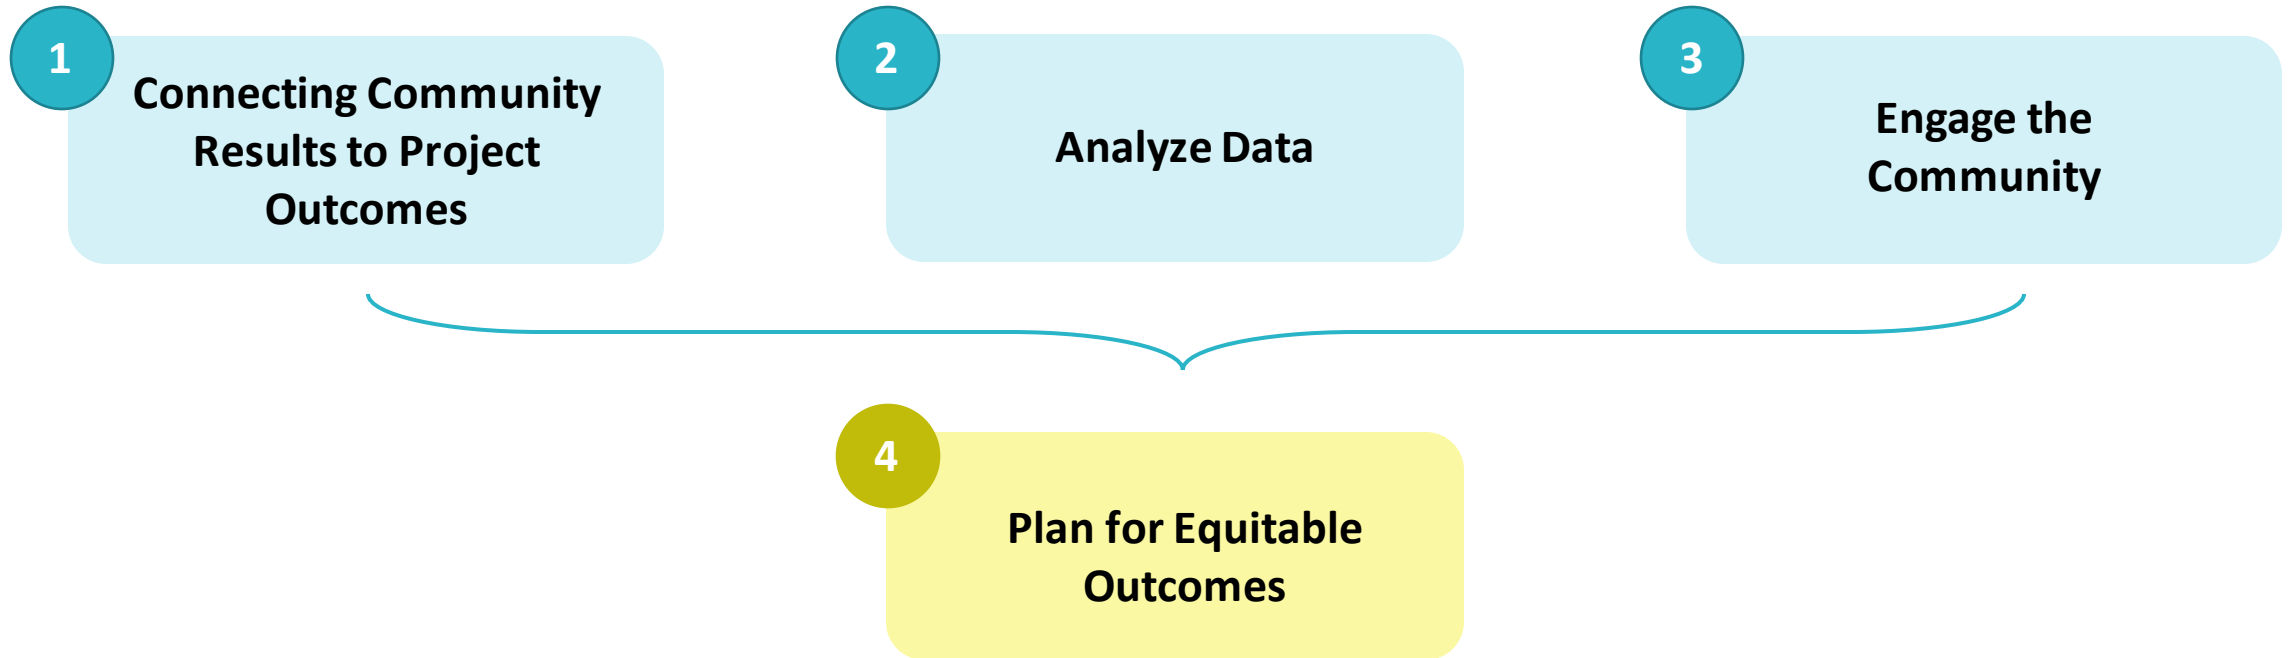 1
Connecting Community
Results to Project
Outcomes
2
Analyze Data
3
Engage the
Community
4
Plan for Equitable
Outcomes